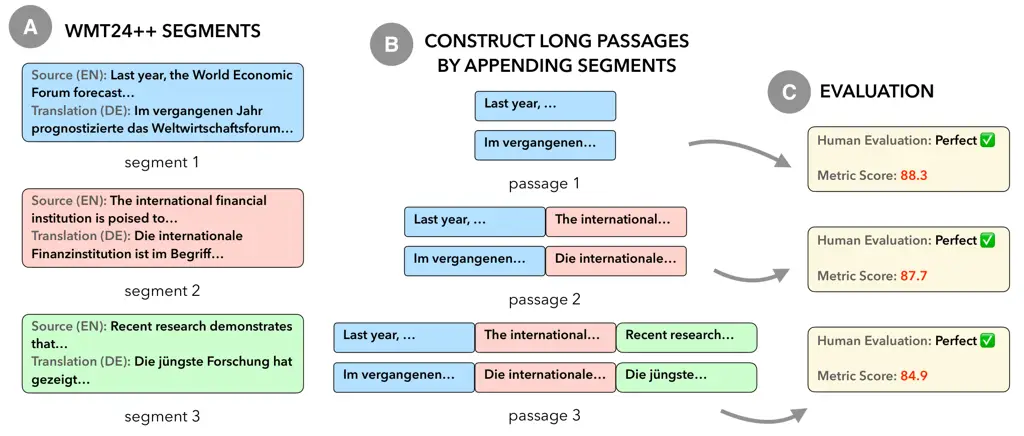 A
WMT24++ SEGMENTS
Source (EN): Last year, the World Economic
Forum forecast…
Translation (DE): Im vergangenen Jahr
prognostizierte das Weltwirtschaftsforum…
segment 1
Source (EN): The international financial
institution is poised to…
Translation (DE): Die internationale
Finanzinstitution ist im Begriff…
segment 2
Source (EN): Recent research demonstrates
that…
Translation (DE): Die jüngste Forschung hat
gezeigt…
segment 3
B
CONSTRUCT LONG PASSAGES
BY APPENDING SEGMENTS
Last year, …
Im vergangenen…
passage 1
Last year, … The international…
Im vergangenen… Die internationale…
passage 2
Last year, … The international… Recent research…
Im vergangenen… Die internationale… Die jüngste…
passage 3
C
EVALUATION
Human Evaluation: Perfect ✅
Metric Score: 88.3
Human Evaluation: Perfect ✅
Metric Score: 87.7
Human Evaluation: Perfect ✅
Metric Score: 84.9